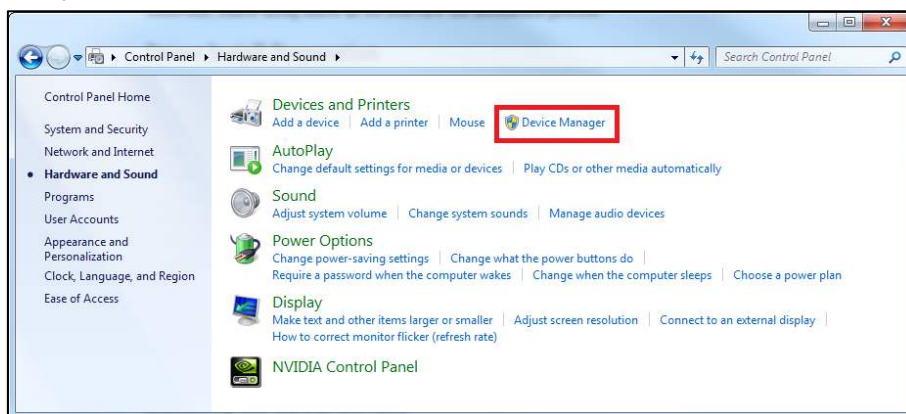 Control Panel Hardware and Sound
Search Control Panel
Control Panel Home
System and Security
Network and Internet
Hardware and Sound
Programs
User Accounts
Appearance and
Personalization
Clock, Language, and Region
Ease of Access
Devices and Printers
Add a device Add a printer Mouse Device Manager
AutoPlay
Change default settings for media or devices Play CDs or other media automatically
Sound
Adjust system volume Change system sounds Manage audio devices
Power Options
Change power-saving settings Change what the power buttons do
Require a password when the computer wakes Change when the computer sleeps Choose a power plan
Display
Make text and other items larger or smaller Adjust screen resolution Connect to an external display
How to correct monitor flicker (refresh rate)
NVIDIA Control Panel